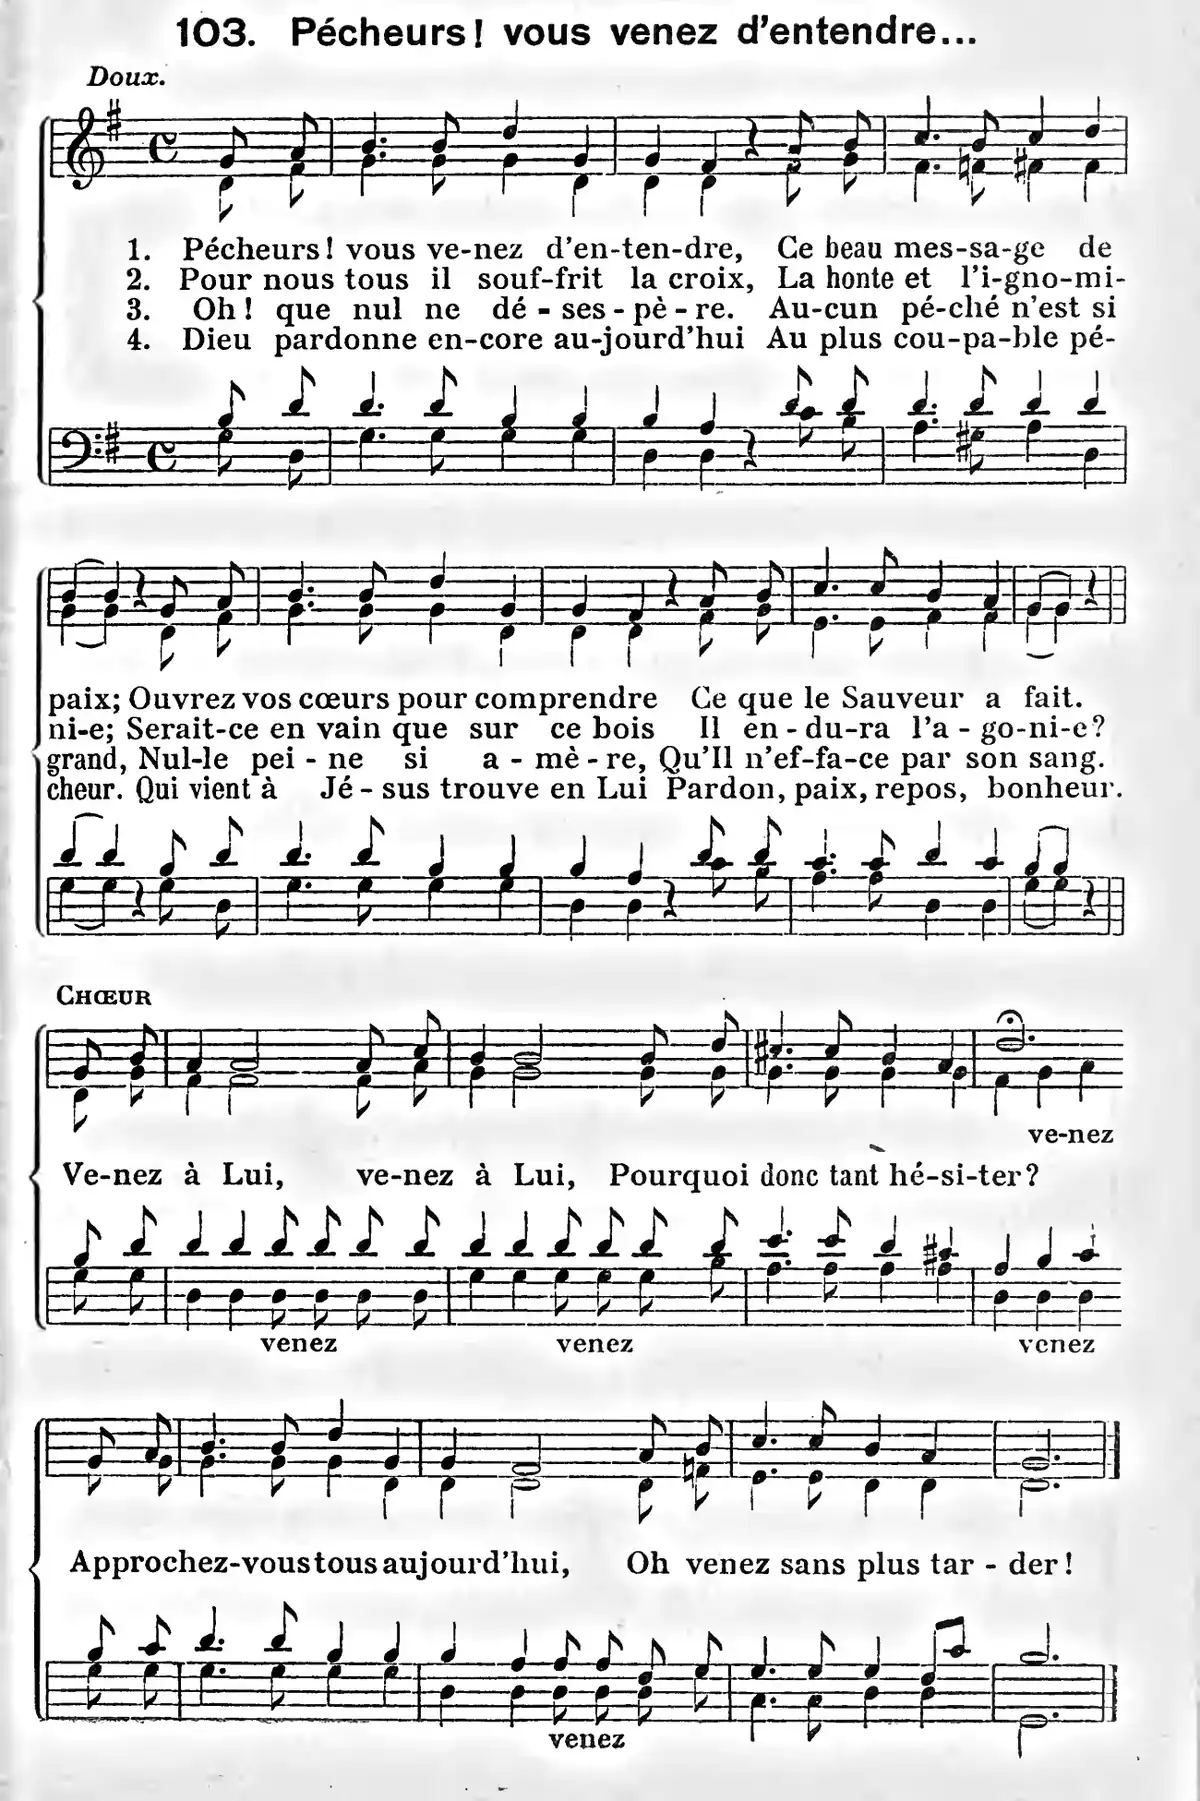 103. Pécheurs! vous venez d'entendre...
Doux.
1. Pécheurs! vous ve-nez d'en-ten-dre, Ce beau mes-sa-ge de
2. Pour nous tous il souf-frit la croix, La honte et l'i-gno-mi-
3. Oh! que nul ne dé-ses-pè-re. Au-cun pé-ché n'est si
4. Dieu pardonne en-core au-jourd'hui Au plus cou-pa-ble pé-
paix; Ouvrez vos cœurs pour comprendre Ce que le Sauveur a fait.
ni-e; Serait-ce en vain que sur ce bois Il en-du-ra l'a-go-ni-e?
grand, Nul-le pei-ne si a-mè-re, Qu'Il n'ef-fa-ce par son sang.
cheur. Qui vient à Jé-sus trouve en Lui Pardon, paix, repos, bonheur.
CHŒUR
ve-nez
Ve-nez à Lui, ve-nez à Lui, Pourquoi donc tant hé-si-ter?
venez venez venez
Approchez-vous tous aujourd'hui, Oh venez sans plus tar-der!
venez